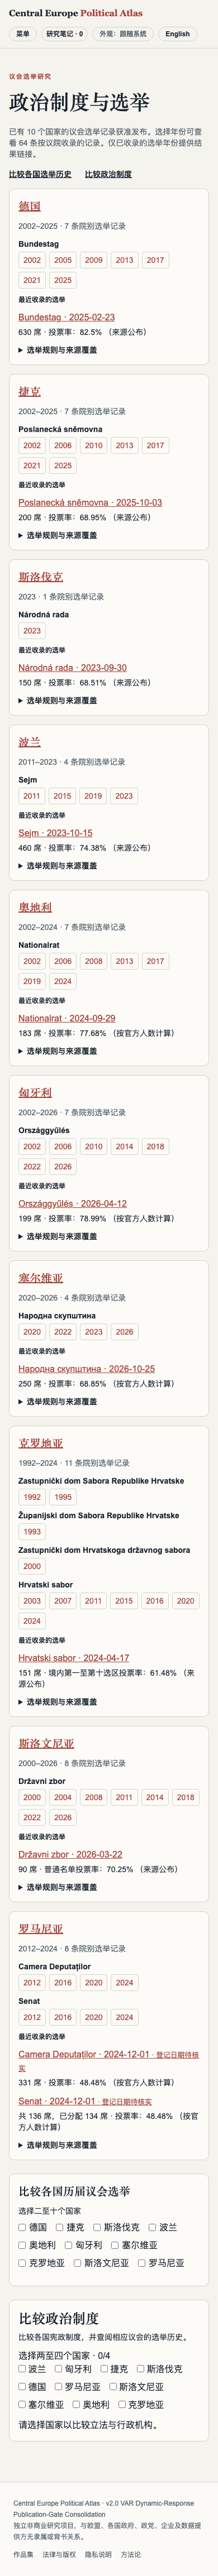 Central Europe Political Atlas
菜单 研究笔记 · 0 外观：跟随系统 English
议会选举研究
政治制度与选举
已有 10 个国家的议会选举记录获准发布。选择年份可查
看 64 条按议院收录的记录。仅已收录的选举年份提供结
果链接。
比较各国选举历史 比较政治制度
德国
2002–2025 · 7 条院别选举记录
Bundestag
2002 2005 2009 2013 2017
2021 2025
最近收录的选举
Bundestag · 2025-02-23
630 席 · 投票率：82.5% （来源公布）
▶ 选举规则与来源覆盖
捷克
2002–2025 · 7 条院别选举记录
Poslanecká sněmovna
2002 2006 2010 2013 2017
2021 2025
最近收录的选举
Poslanecká sněmovna · 2025-10-03
200 席 · 投票率：68.95% （来源公布）
▶ 选举规则与来源覆盖
斯洛伐克
2023 · 1 条院别选举记录
Národná rada
2023
最近收录的选举
Národná rada · 2023-09-30
150 席 · 投票率：68.51% （来源公布）
▶ 选举规则与来源覆盖
波兰
2011–2023 · 4 条院别选举记录
Sejm
2011 2015 2019 2023
最近收录的选举
Sejm · 2023-10-15
460 席 · 投票率：74.38% （来源公布）
▶ 选举规则与来源覆盖
奥地利
2002–2024 · 7 条院别选举记录
Nationalrat
2002 2006 2008 2013 2017
2019 2024
最近收录的选举
Nationalrat · 2024-09-29
183 席 · 投票率：77.68% （按官方人数计算）
▶ 选举规则与来源覆盖
匈牙利
2002–2026 · 7 条院别选举记录
Országgyűlés
2002 2006 2010 2014 2018
2022 2026
最近收录的选举
Országgyűlés · 2026-04-12
199 席 · 投票率：78.99% （按官方人数计算）
▶ 选举规则与来源覆盖
塞尔维亚
2020–2026 · 4 条院别选举记录
Народна скупштина
2020 2022 2023 2026
最近收录的选举
Народна скупштина · 2026-10-25
250 席 · 投票率：68.85% （按官方人数计算）
▶ 选举规则与来源覆盖
克罗地亚
1992–2024 · 11 条院别选举记录
Zastupnički dom Sabora Republike Hrvatske
1992 1995
Županijski dom Sabora Republike Hrvatske
1993
Zastupnički dom Hrvatskoga državnog sabora
2000
Hrvatski sabor
2003 2007 2011 2015 2016 2020
2024
最近收录的选举
Hrvatski sabor · 2024-04-17
151 席 · 境内第一至第十选区投票率：61.48% （来
源公布）
▶ 选举规则与来源覆盖
斯洛文尼亚
2000–2026 · 8 条院别选举记录
Državni zbor
2000 2004 2008 2011 2014 2018
2022 2026
最近收录的选举
Državni zbor · 2026-03-22
90 席 · 普通名单投票率：70.25% （来源公布）
▶ 选举规则与来源覆盖
罗马尼亚
2012–2024 · 8 条院别选举记录
Camera Deputaților
2012 2016 2020 2024
Senat
2012 2016 2020 2024
最近收录的选举
Camera Deputaților · 2024-12-01 · 登记日期待核
实
331 席 · 投票率：48.48% （按官方人数计算）
Senat · 2024-12-01 · 登记日期待核实
共 136 席，已分配 134 席 · 投票率：48.48% （按官
方人数计算）
▶ 选举规则与来源覆盖
比较各国历届议会选举
选择二至十个国家
德国 捷克 斯洛伐克 波兰
奥地利 匈牙利 塞尔维亚
克罗地亚 斯洛文尼亚 罗马尼亚
比较政治制度
比较各国宪政制度，并查阅相应议会的选举历史。
选择两至四个国家 · 0/4
波兰 匈牙利 捷克 斯洛伐克
德国 罗马尼亚 斯洛文尼亚
塞尔维亚 奥地利 克罗地亚
请选择国家以比较立法与行政机构。
Central Europe Political Atlas · v2.0 VAR Dynamic-Response
Publication-Gate Consolidation
独立非商业研究项目，与欧盟、各国政府、政党、企业及数据提
供方无隶属或背书关系。
作品集 法律与版权 隐私说明 方法论